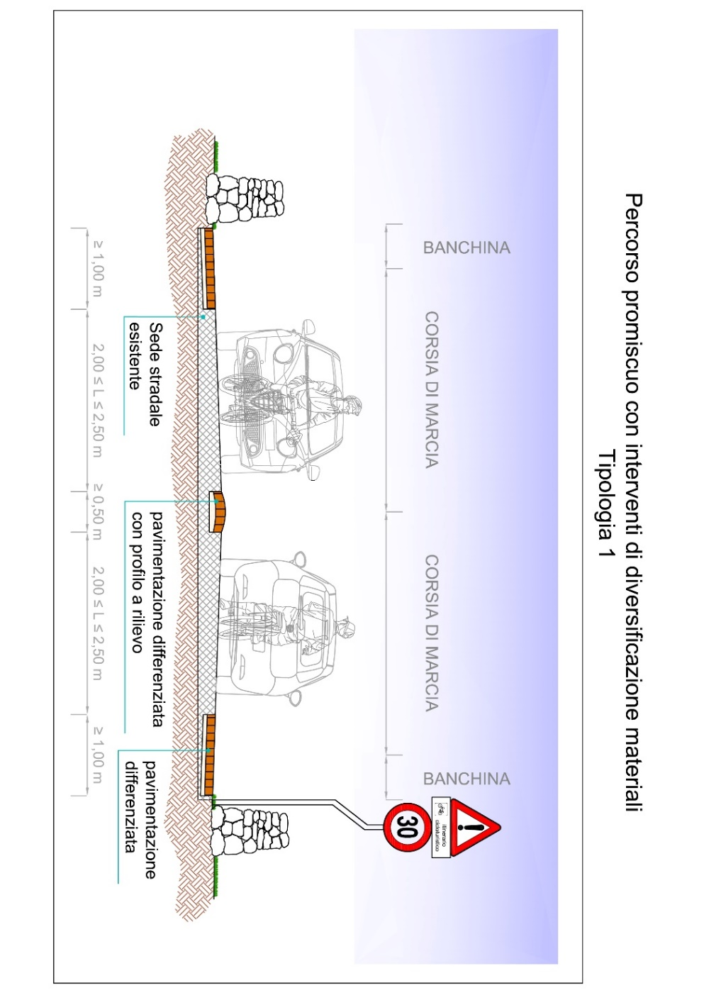 Percorso promiscuo con interventi di diversificazione materiali
Tipologia 1
BANCHINA
CORSIA DI MARCIA
CORSIA DI MARCIA
BANCHINA
itinerario
cicloturistico
30
Sede stradale
esistente
pavimentazione differenziata
con profilo a rilievo
pavimentazione
differenziata
≥ 1,00 m
2,00 ≤ L ≤ 2,50 m
≥ 0,50 m
2,00 ≤ L ≤ 2,50 m
≥ 1,00 m